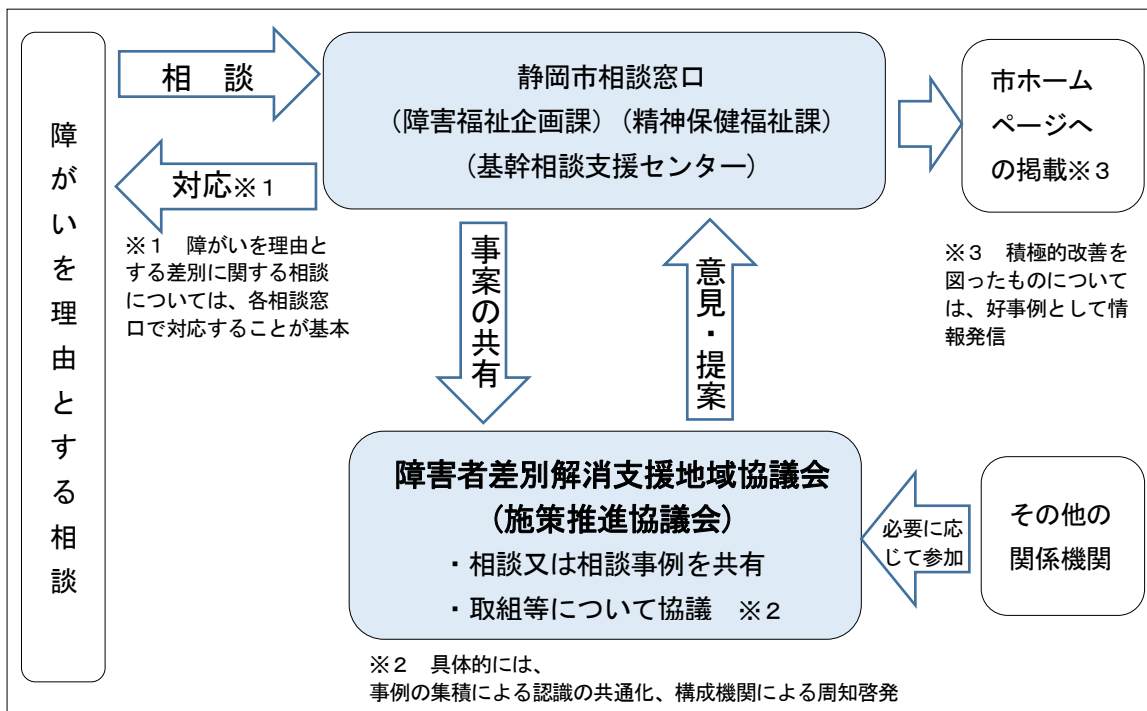 障がいを理由とする相談
相　談
対応※１
※１　障がいを理由と
する差別に関する相談
については、各相談窓
口で対応することが基本
静岡市相談窓口
（障害福祉企画課）（精神保健福祉課）
（基幹相談支援センター）
市ホーム
ページへ
の掲載※３
※３　積極的改善を
図ったものについて
は、好事例として情
報発信
事案の共有
意見・提案
障害者差別解消支援地域協議会
（施策推進協議会）
・相談又は相談事例を共有
・取組等について協議　※２
必要に応
じて参加
その他の
関係機関
※２　具体的には、
事例の集積による認識の共通化、構成機関による周知啓発